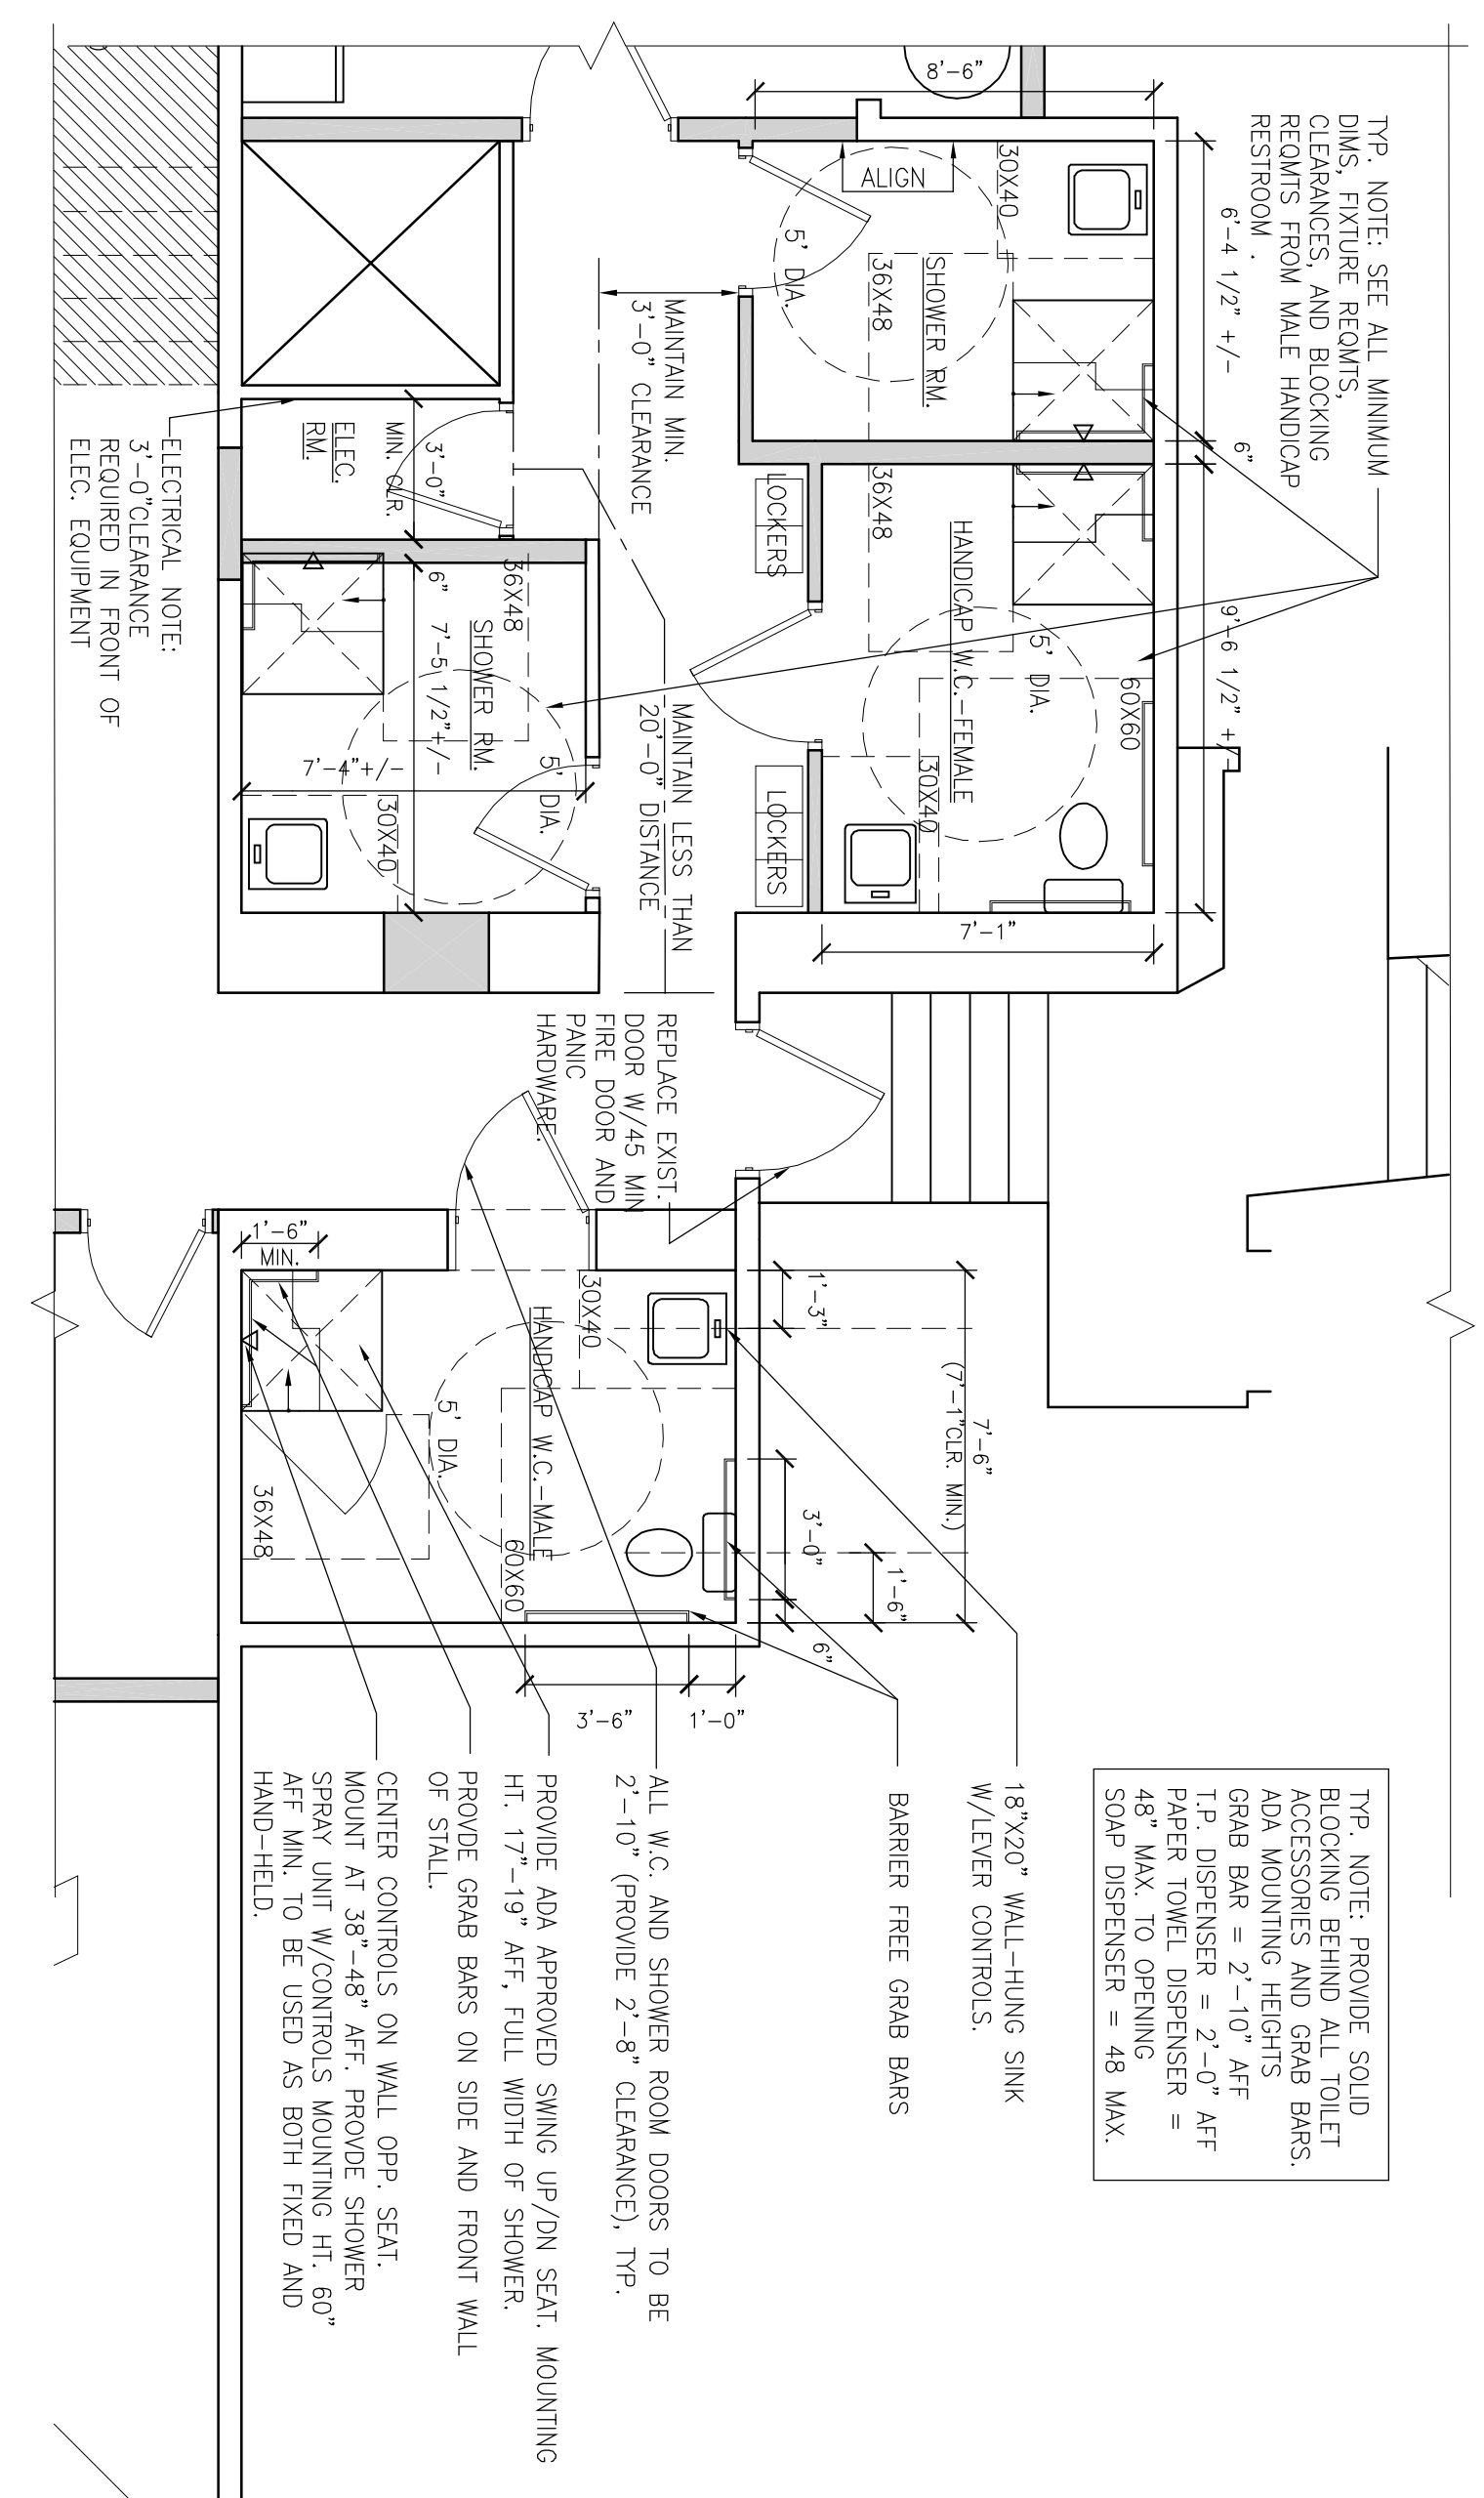 TYP. NOTE: SEE ALL MINIMUM
DIMS, FIXTURE REQMTS,
CLEARANCES, AND BLOCKING
REQMTS FROM MALE HANDICAP
RESTROOM .
6'-4 1/2" +/-
6"
9'-6 1/2" +/-
8'-6"
ALIGN
30X40
5' DIA.
36X48
SHOWER RM.
36X48
HANDICAP W.C.-FEMALE
5' DIA.
60X60
30X40
7'-1"
LOCKERS
LOCKERS
MAINTAIN MIN.
3'-0" CLEARANCE
MAINTAIN LESS THAN
20'-0" DISTANCE
3'-0"
MIN. CLR.
ELEC.
RM.
6"
7'-5 1/2"+/-
36X48
SHOWER RM.
5' DIA.
7'-4"+/-
30X40
ELECTRICAL NOTE:
3'-0"CLEARANCE
REQUIRED IN FRONT OF
ELEC. EQUIPMENT
REPLACE EXIST.
DOOR W/45 MIN
FIRE DOOR AND
PANIC
HARDWARE.
1'-6"
MIN.
1'-3"
7'-6"
(7'-1"CLR. MIN.)
3'-0"
1'-6"
6"
30X40
HANDICAP W.C.-MALE
5' DIA.
60X60
36X48
3'-6"
1'-0"
TYP. NOTE: PROVIDE SOLID
BLOCKING BEHIND ALL TOILET
ACCESSORIES AND GRAB BARS.
ADA MOUNTING HEIGHTS
GRAB BAR = 2'-10" AFF
T.P. DISPENSER = 2'-0" AFF
PAPER TOWEL DISPENSER =
48" MAX. TO OPENING
SOAP DISPENSER = 48 MAX.
18"X20" WALL-HUNG SINK
W/LEVER CONTROLS.
BARRIER FREE GRAB BARS
ALL W.C. AND SHOWER ROOM DOORS TO BE
2'-10" (PROVIDE 2'-8" CLEARANCE), TYP.
PROVIDE ADA APPROVED SWING UP/DN SEAT. MOUNTING
HT. 17"-19" AFF, FULL WIDTH OF SHOWER.
PROVDE GRAB BARS ON SIDE AND FRONT WALL
OF STALL.
CENTER CONTROLS ON WALL OPP. SEAT.
MOUNT AT 38"-48" AFF. PROVDE SHOWER
SPRAY UNIT W/CONTROLS MOUNTING HT. 60"
AFF MIN. TO BE USED AS BOTH FIXED AND
HAND-HELD.